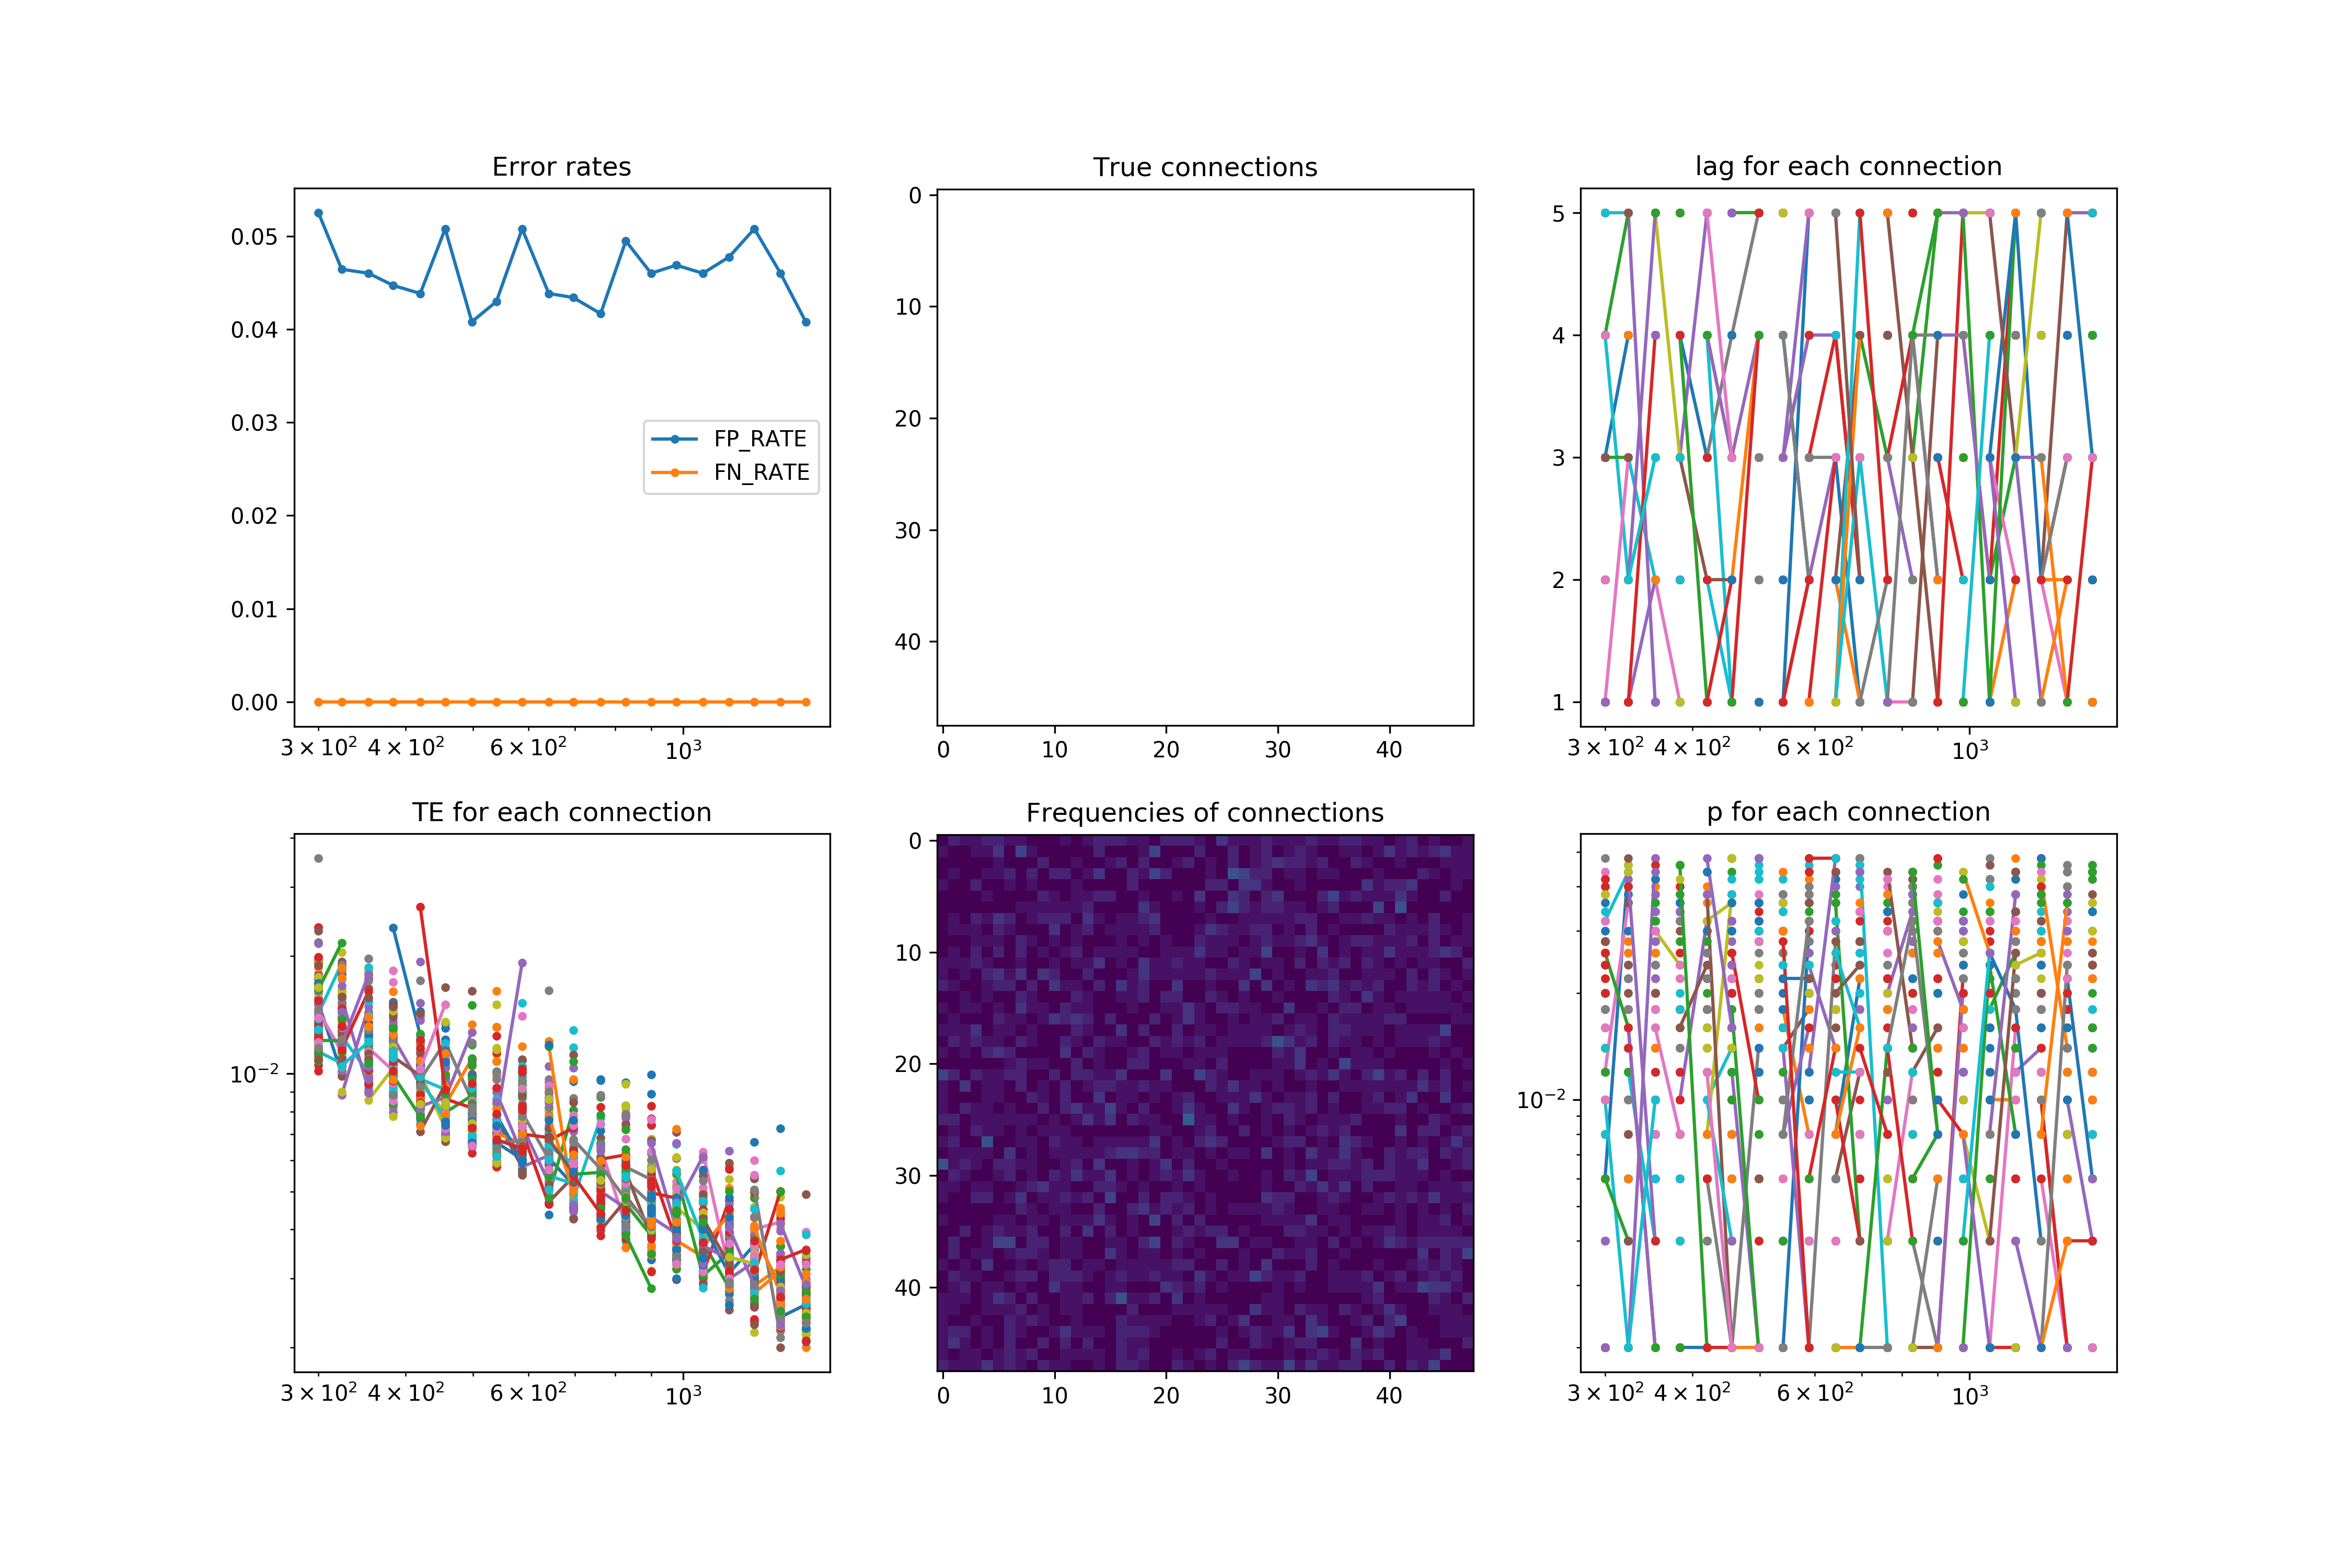 Error rates
0.05
0.04
0.03
0.02
0.01
0.00
FP_RATE
FN_RATE
3 × 10² 4 × 10² 6 × 10² 10³
True connections
0
10
20
30
40
0 10 20 30 40
lag for each connection
5
4
3
2
1
3 × 10² 4 × 10² 6 × 10² 10³
TE for each connection
10⁻²
3 × 10² 4 × 10² 6 × 10² 10³
Frequencies of connections
0
10
20
30
40
0 10 20 30 40
p for each connection
10⁻²
3 × 10² 4 × 10² 6 × 10² 10³